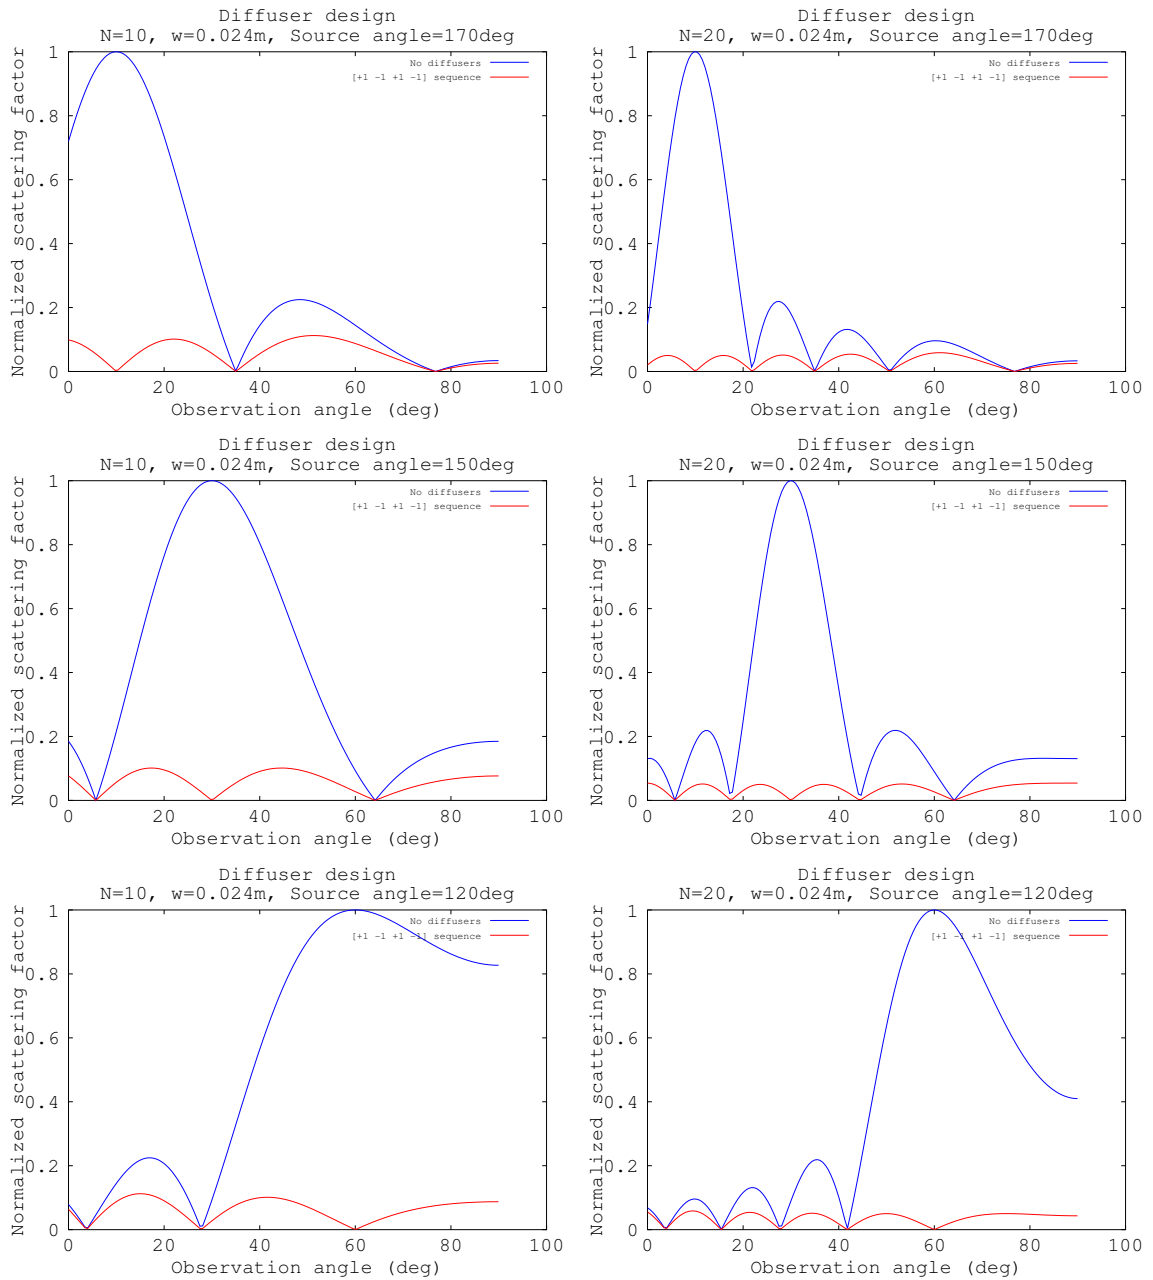 Diffuser design
N=10, w=0.024m, Source angle=170deg
Normalized scattering factor
No diffusers
[+1 -1 +1 -1] sequence
1
0.8
0.6
0.4
0.2
0
0 20 40 60 80 100
Observation angle (deg)
Diffuser design
N=20, w=0.024m, Source angle=170deg
Normalized scattering factor
No diffusers
[+1 -1 +1 -1] sequence
1
0.8
0.6
0.4
0.2
0
0 20 40 60 80 100
Observation angle (deg)
Diffuser design
N=10, w=0.024m, Source angle=150deg
Normalized scattering factor
No diffusers
[+1 -1 +1 -1] sequence
1
0.8
0.6
0.4
0.2
0
0 20 40 60 80 100
Observation angle (deg)
Diffuser design
N=20, w=0.024m, Source angle=150deg
Normalized scattering factor
No diffusers
[+1 -1 +1 -1] sequence
1
0.8
0.6
0.4
0.2
0
0 20 40 60 80 100
Observation angle (deg)
Diffuser design
N=10, w=0.024m, Source angle=120deg
Normalized scattering factor
No diffusers
[+1 -1 +1 -1] sequence
1
0.8
0.6
0.4
0.2
0
0 20 40 60 80 100
Observation angle (deg)
Diffuser design
N=20, w=0.024m, Source angle=120deg
Normalized scattering factor
No diffusers
[+1 -1 +1 -1] sequence
1
0.8
0.6
0.4
0.2
0
0 20 40 60 80 100
Observation angle (deg)